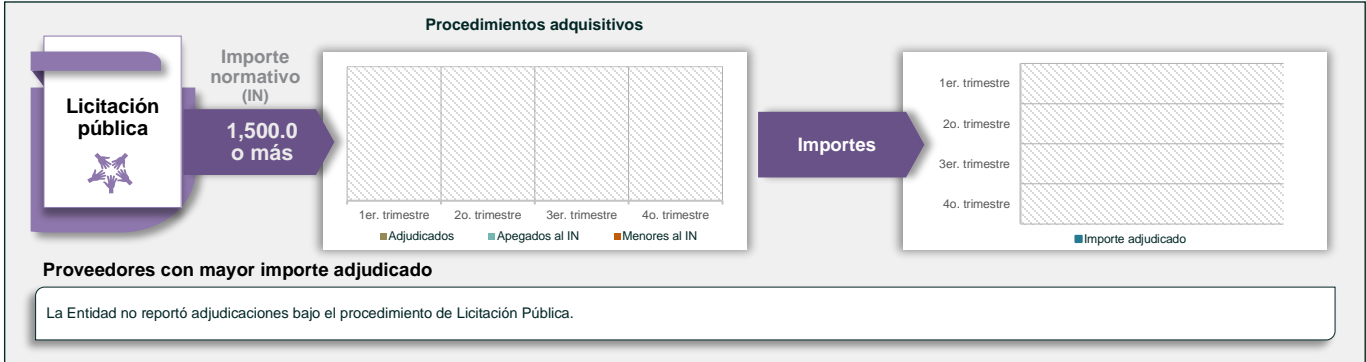 Procedimientos adquisitivos
Licitación
pública
Importe
normativo
(IN)
1,500.0
o más
1er. trimestre 2o. trimestre 3er. trimestre 4o. trimestre
Adjudicados Apegados al IN Menores al IN
Importes
1er. trimestre
2o. trimestre
3er. trimestre
4o. trimestre
Importe adjudicado
Proveedores con mayor importe adjudicado
La Entidad no reportó adjudicaciones bajo el procedimiento de Licitación Pública.